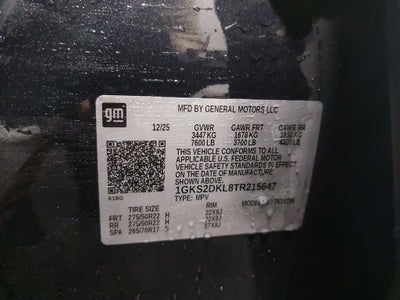 gm
MFD BY GENERAL MOTORS LLC
12/25 GVWR GAWR FRT GAWR RR
3447 KG 1678 KG KG
7600 LB 3700 LB LB
THIS VEHICLE CONFORMS TO ALL
APPLICABLE U.S. FEDERAL MOTOR
VEHICLE SAFETY STANDARDS IN
EFFECT ON THE DATE OF MANUFACTURE
SHOWN ABOVE.
1GKS2DKL8TR215647
TYPE: MPV MODEL:
TIRE SIZE RIM
FRT 275/50R22 H 22X9J
RR 275/50R22 H 22X9J
SPA 265/70R17 S 17X8J